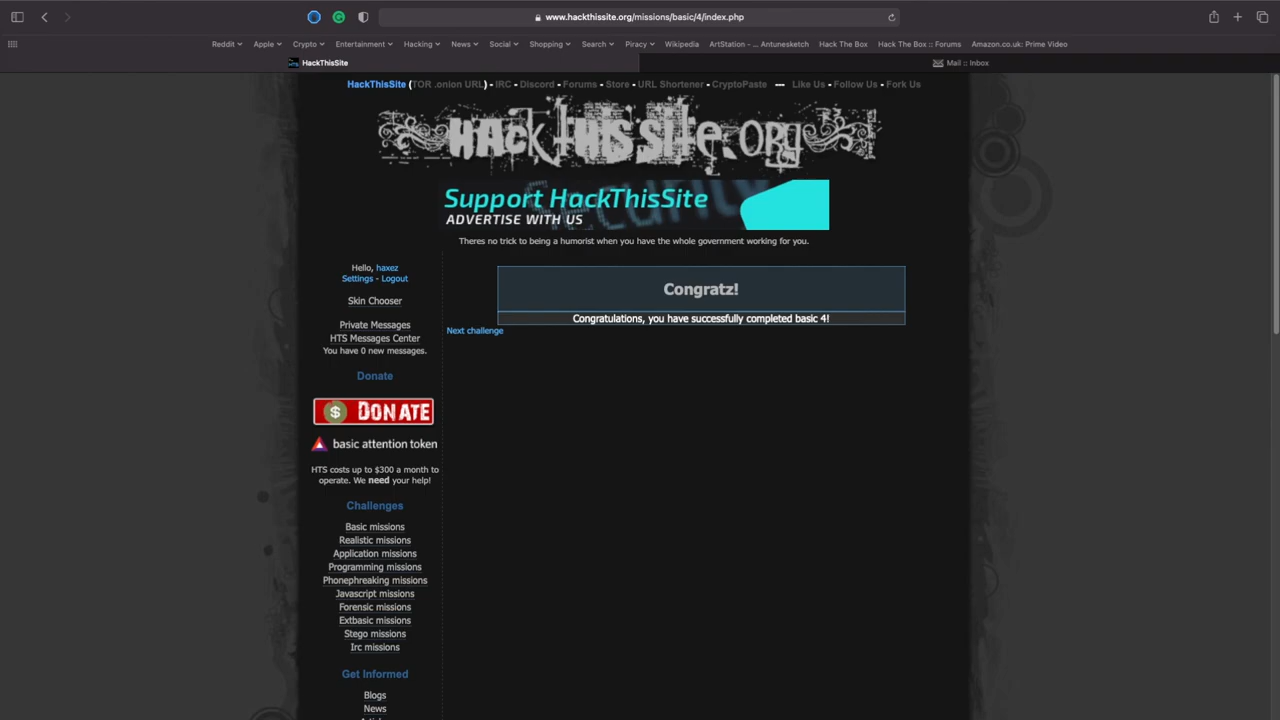 www.hackthissite.org/missions/basic/4/index.php
Reddit Apple Crypto Entertainment Hacking News Social Shopping Search Piracy Wikipedia ArtStation - ... Antunesketch Hack The Box Hack The Box :: Forums Amazon.co.uk: Prime Video
HackThisSite
Mail :: Inbox
HackThisSite (TOR .onion URL) - IRC - Discord - Forums - Store - URL Shortener - CryptoPaste --- Like Us - Follow Us - Fork Us
HAck tHIS SItE.ORg
Support HackThisSite
ADVERTISE WITH US
Theres no trick to being a humorist when you have the whole government working for you.
Hello, haxez
Settings - Logout
Skin Chooser
Private Messages
HTS Messages Center
You have 0 new messages.
Donate
$ DONATE
basic attention token
HTS costs up to $300 a month to
operate. We need your help!
Challenges
Basic missions
Realistic missions
Application missions
Programming missions
Phonephreaking missions
Javascript missions
Forensic missions
Extbasic missions
Stego missions
Irc missions
Get Informed
Blogs
News
Congratz!
Congratulations, you have successfully completed basic 4!
Next challenge